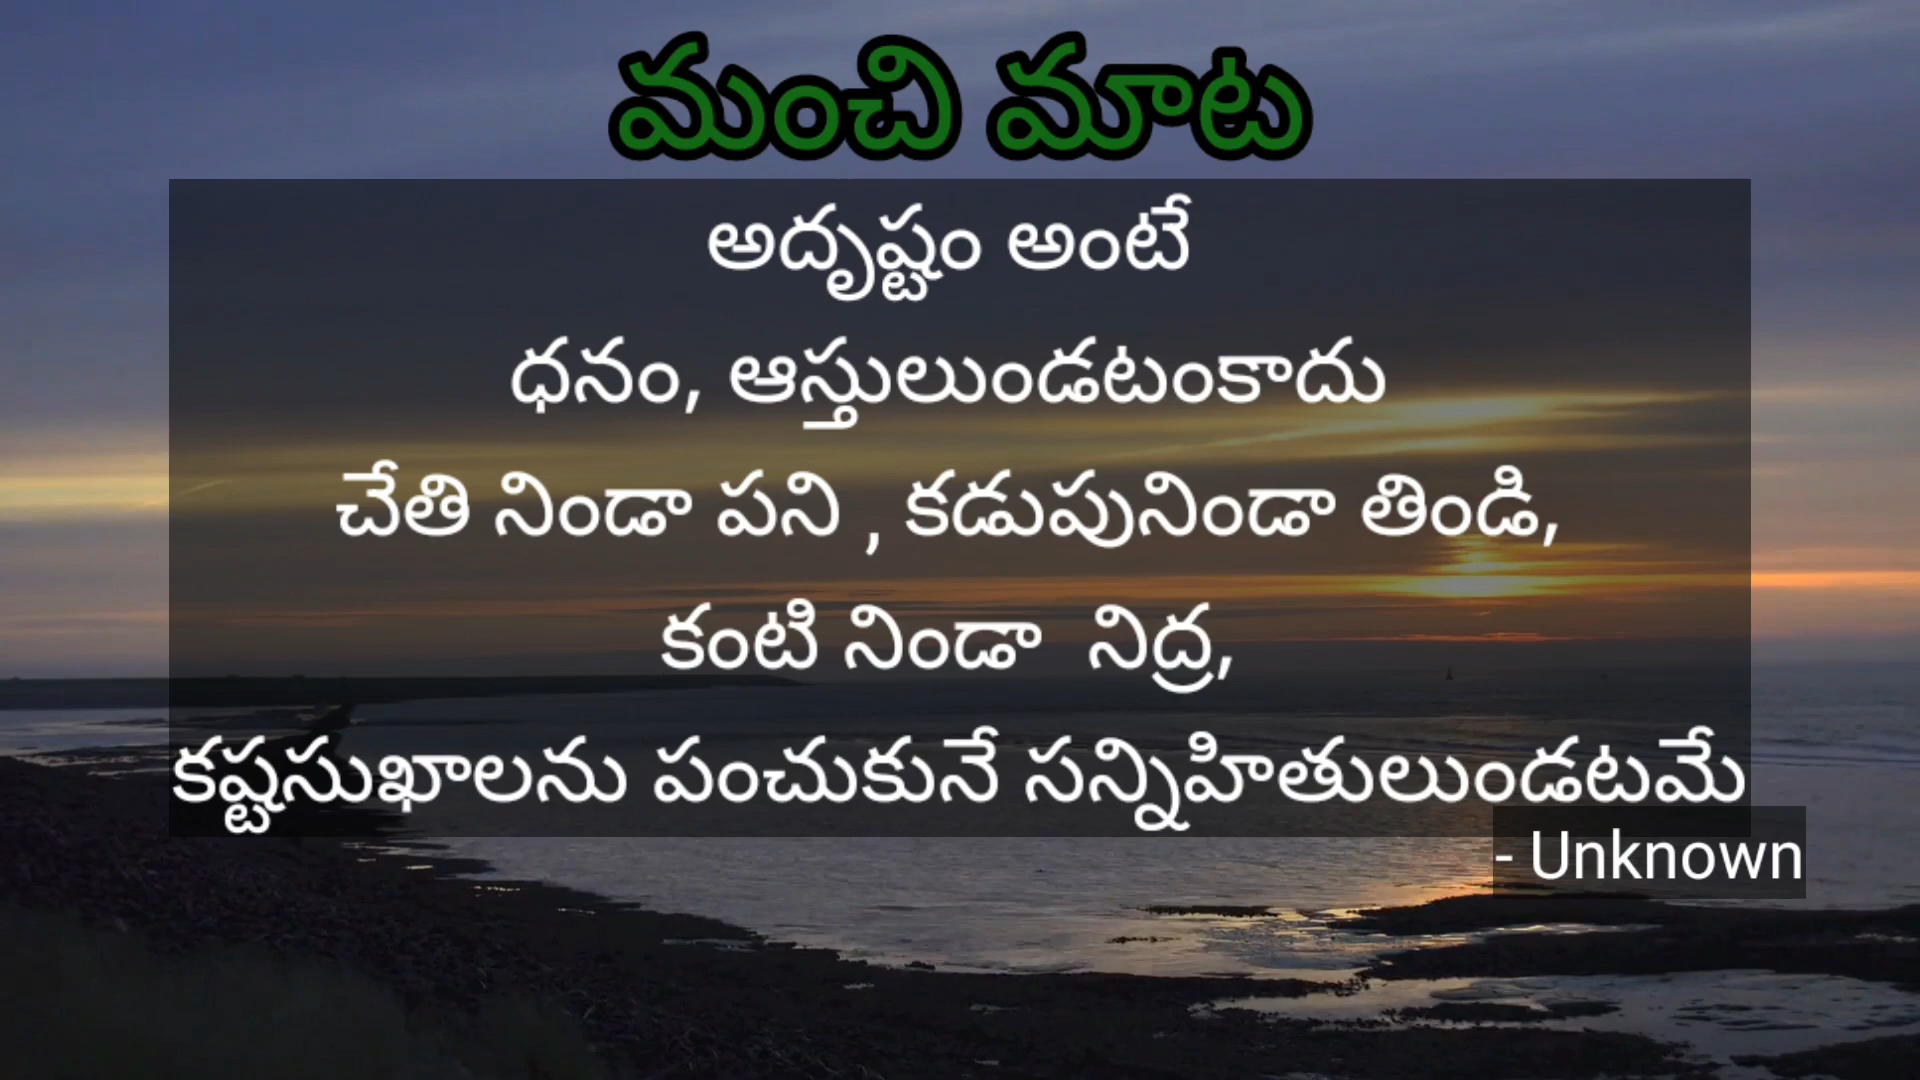 మంచి మాట
అదృష్టం అంటే
ధనం, ఆస్తులుండటంకాదు
చేతి నిండా పని , కడుపునిండా తిండి,
కంటి నిండా  నిద్ర,
కష్టసుఖాలను పంచుకునే సన్నిహితులుండటమే
- Unknown